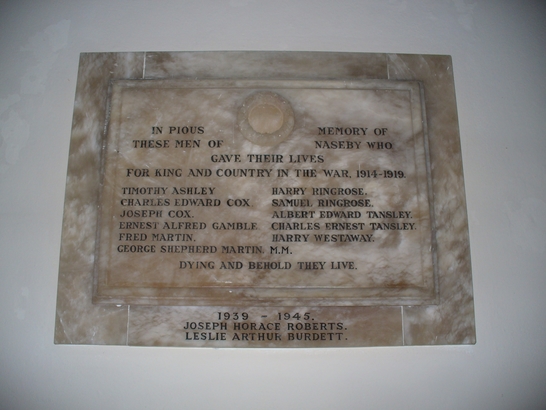 IN PIOUS MEMORY OF
THESE MEN OF NASEBY WHO
GAVE THEIR LIVES
FOR KING AND COUNTRY IN THE WAR, 1914-1919.
TIMOTHY ASHLEY HARRY RINGROSE.
CHARLES EDWARD COX. SAMUEL RINGROSE.
JOSEPH COX. ALBERT EDWARD TANSLEY.
ERNEST ALFRED GAMBLE. CHARLES ERNEST TANSLEY.
FRED MARTIN. HARRY WESTAWAY.
GEORGE SHEPHERD MARTIN. M.M.
DYING AND BEHOLD THEY LIVE.
1939 - 1945.
JOSEPH HORACE ROBERTS.
LESLIE ARTHUR BURDETT.